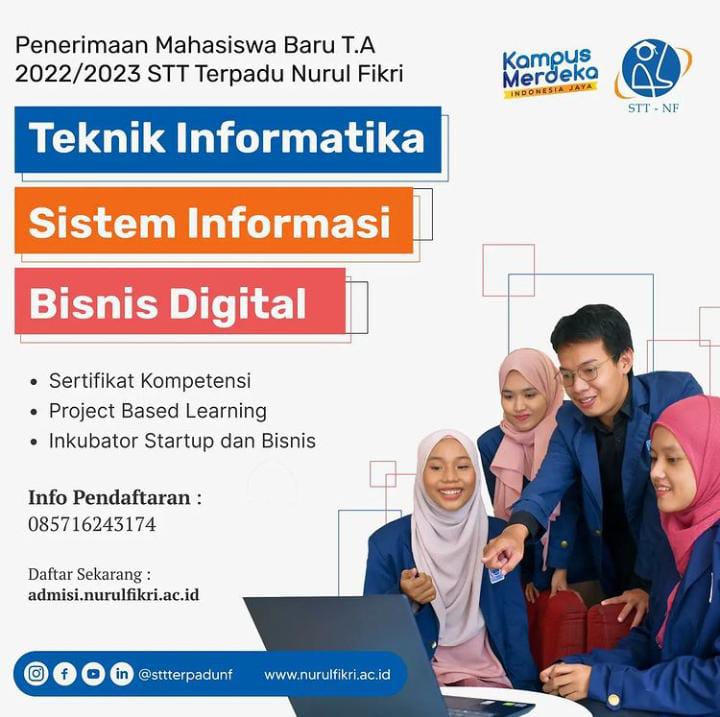 Penerimaan Mahasiswa Baru T.A
2022/2023 STT Terpadu Nurul Fikri
Kampus
Merdeka
INDONESIA JAYA
STT - NF
Teknik Informatika
Sistem Informasi
Bisnis Digital
• Sertifikat Kompetensi
• Project Based Learning
• Inkubator Startup dan Bisnis
Info Pendaftaran :
085716243174
Daftar Sekarang :
admisi.nurulfikri.ac.id
@sttterpadunf www.nurulfikri.ac.id